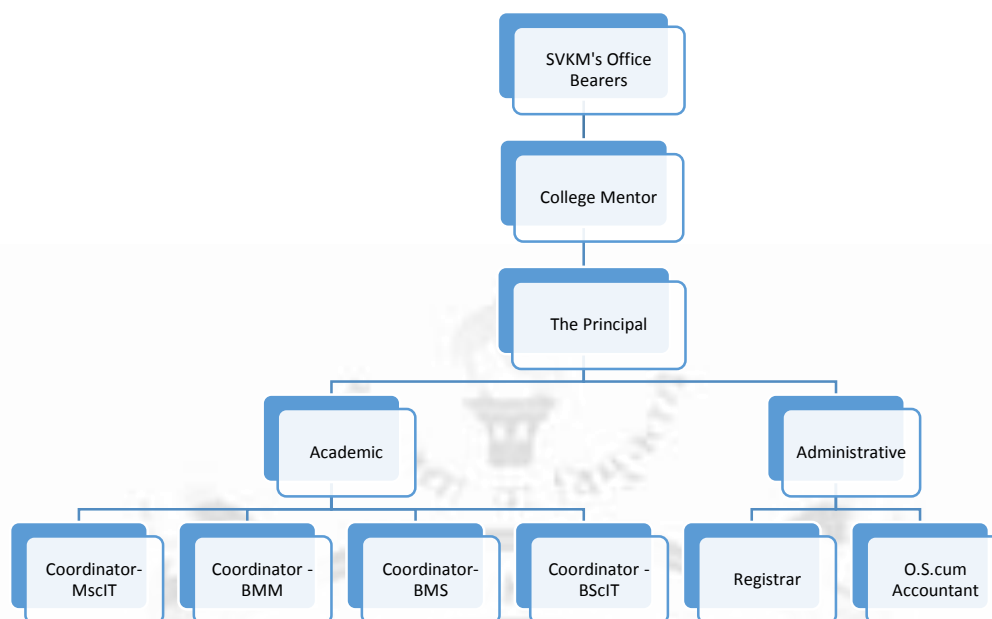 SVKM's Office
Bearers
College Mentor
The Principal
Academic
Administrative
Coordinator-
MscIT
Coordinator -
BMM
Coordinator-
BMS
Coordinator -
BScIT
Registrar
O.S.cum
Accountant